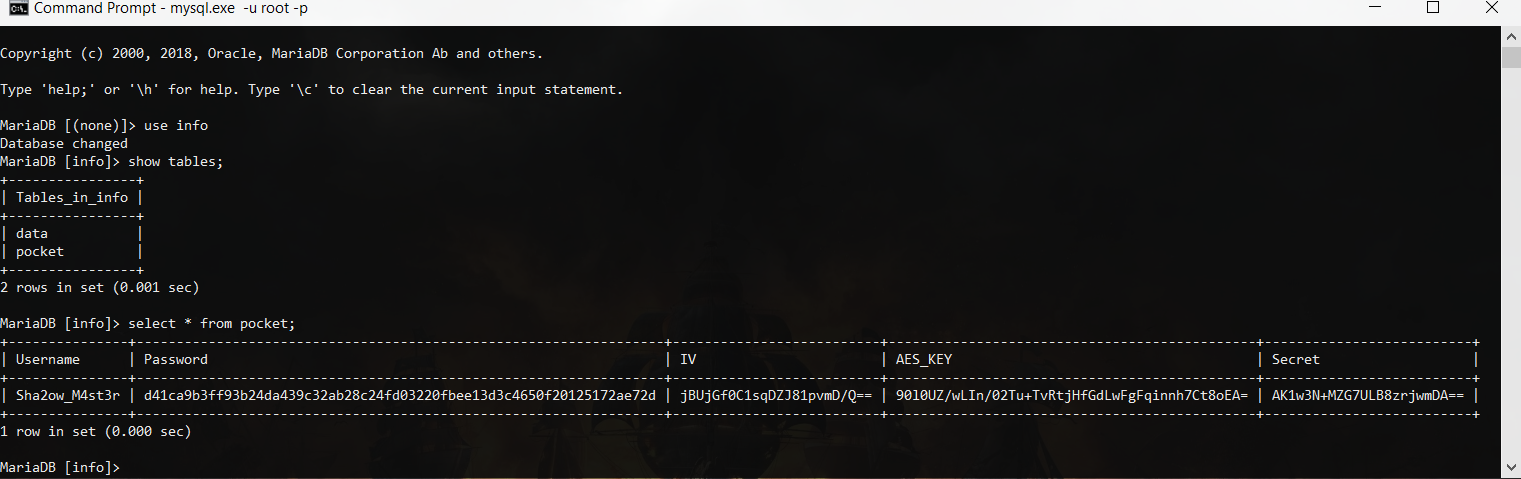 Command Prompt - mysql.exe -u root -p
Copyright (c) 2000, 2018, Oracle, MariaDB Corporation Ab and others.
Type 'help;' or '\h' for help. Type '\c' to clear the current input statement.
MariaDB [(none)]> use info
Database changed
MariaDB [info]> show tables;
+----------------+
| Tables_in_info |
+----------------+
| data           |
| pocket         |
+----------------+
2 rows in set (0.001 sec)
MariaDB [info]> select * from pocket;
+--------------+------------------------------------------------------------------+--------------------------+----------------------------------------------+--------------------------+
| Username     | Password                                                         | IV                       | AES_KEY                                      | Secret                   |
+--------------+------------------------------------------------------------------+--------------------------+----------------------------------------------+--------------------------+
| Sha2ow_M4st3r | d41ca9b3ff93b24da439c32ab28c24fd03220fbee13d3c4650f20125172ae72d | jBUjGf0C1sqDZJ81pvmD/Q== | 90l0UZ/wLIn/02Tu+TvRtjHfGdLwFgFqinnh7Ct8oEA= | AK1w3N+MZG7ULB8zrjwmDA== |
+--------------+------------------------------------------------------------------+--------------------------+----------------------------------------------+--------------------------+
1 row in set (0.000 sec)
MariaDB [info]>